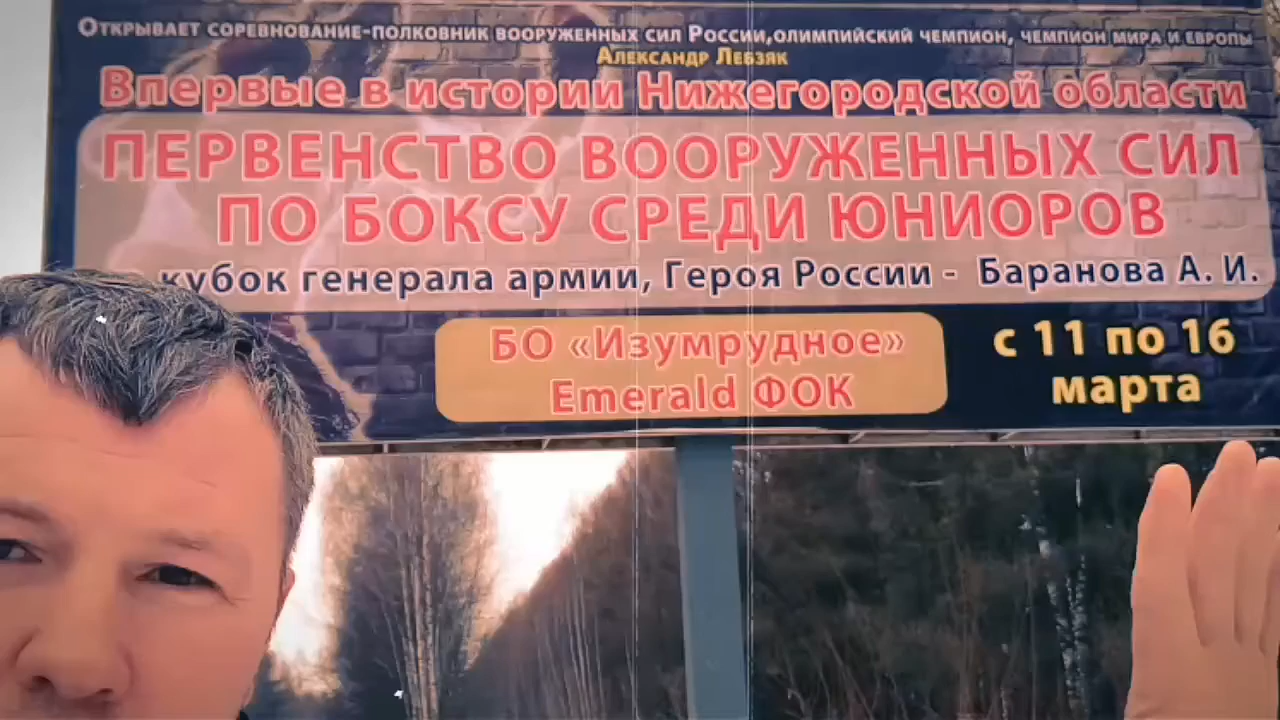 Открывает соревнование-полковник вооруженных сил России,олимпийский чемпион, чемпион мира и европы
Александр Лебзяк
Впервые в истории Нижегородской области
ПЕРВЕНСТВО ВООРУЖЕННЫХ СИЛ
ПО БОКСУ СРЕДИ ЮНИОРОВ
кубок генерала армии, Героя России - Баранова А. И.
БО «Изумрудное»
Emerald ФОК
с 11 по 16
марта